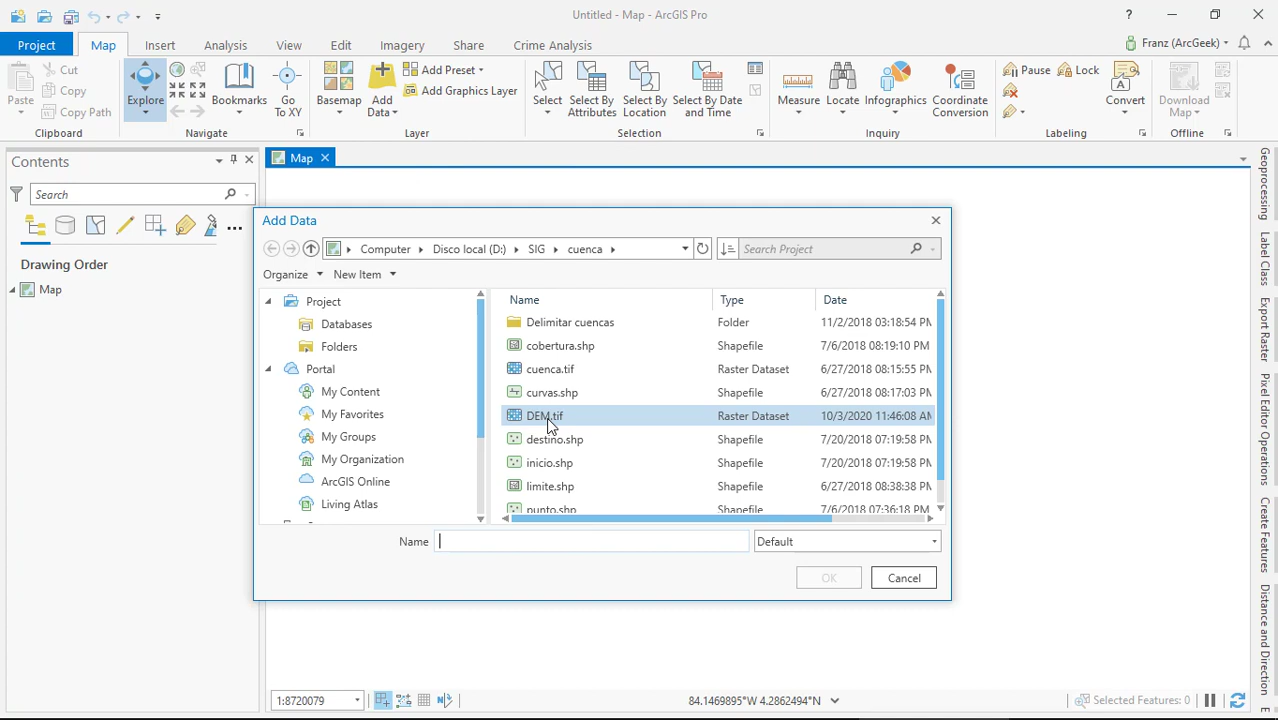 Untitled - Map - ArcGIS Pro
?
Project Map Insert Analysis View Edit Imagery Share Crime Analysis Franz (ArcGeek)
Paste
Cut
Copy
Copy Path
Clipboard
Explore
Bookmarks
Go To XY
Navigate
Basemap
Add Data
Add Preset
Add Graphics Layer
Layer
Select
Select By Attributes
Select By Location
Select By Date and Time
Selection
Measure
Locate
Infographics
Coordinate Conversion
Inquiry
Pause
Lock
Convert
Labeling
Download Map
Offline
Contents
Search
Drawing Order
Map
Map
Add Data
Computer Disco local (D:) SIG cuenca
Search Project
Organize New Item
Project
Databases
Folders
Portal
My Content
My Favorites
My Groups
My Organization
ArcGIS Online
Living Atlas
Name Type Date
Delimitar cuencas Folder 11/2/2018 03:18:54 PM
cobertura.shp Shapefile 7/6/2018 08:19:10 PM
cuenca.tif Raster Dataset 6/27/2018 08:15:55 PM
curvas.shp Shapefile 6/27/2018 08:17:03 PM
DEM.tif Raster Dataset 10/3/2020 11:46:08 AM
destino.shp Shapefile 7/20/2018 07:19:58 PM
inicio.shp Shapefile 7/20/2018 07:19:58 PM
limite.shp Shapefile 6/27/2018 08:38:38 PM
punto.shp Shapefile 7/6/2018 07:36:18 PM
Name
Default
OK Cancel
1:8720079
84.1469895°W 4.2862494°N
Selected Features: 0
Geoprocessing
Label Class
Export Raster
Pixel Editor Operations
Create Features
Distance and Direction